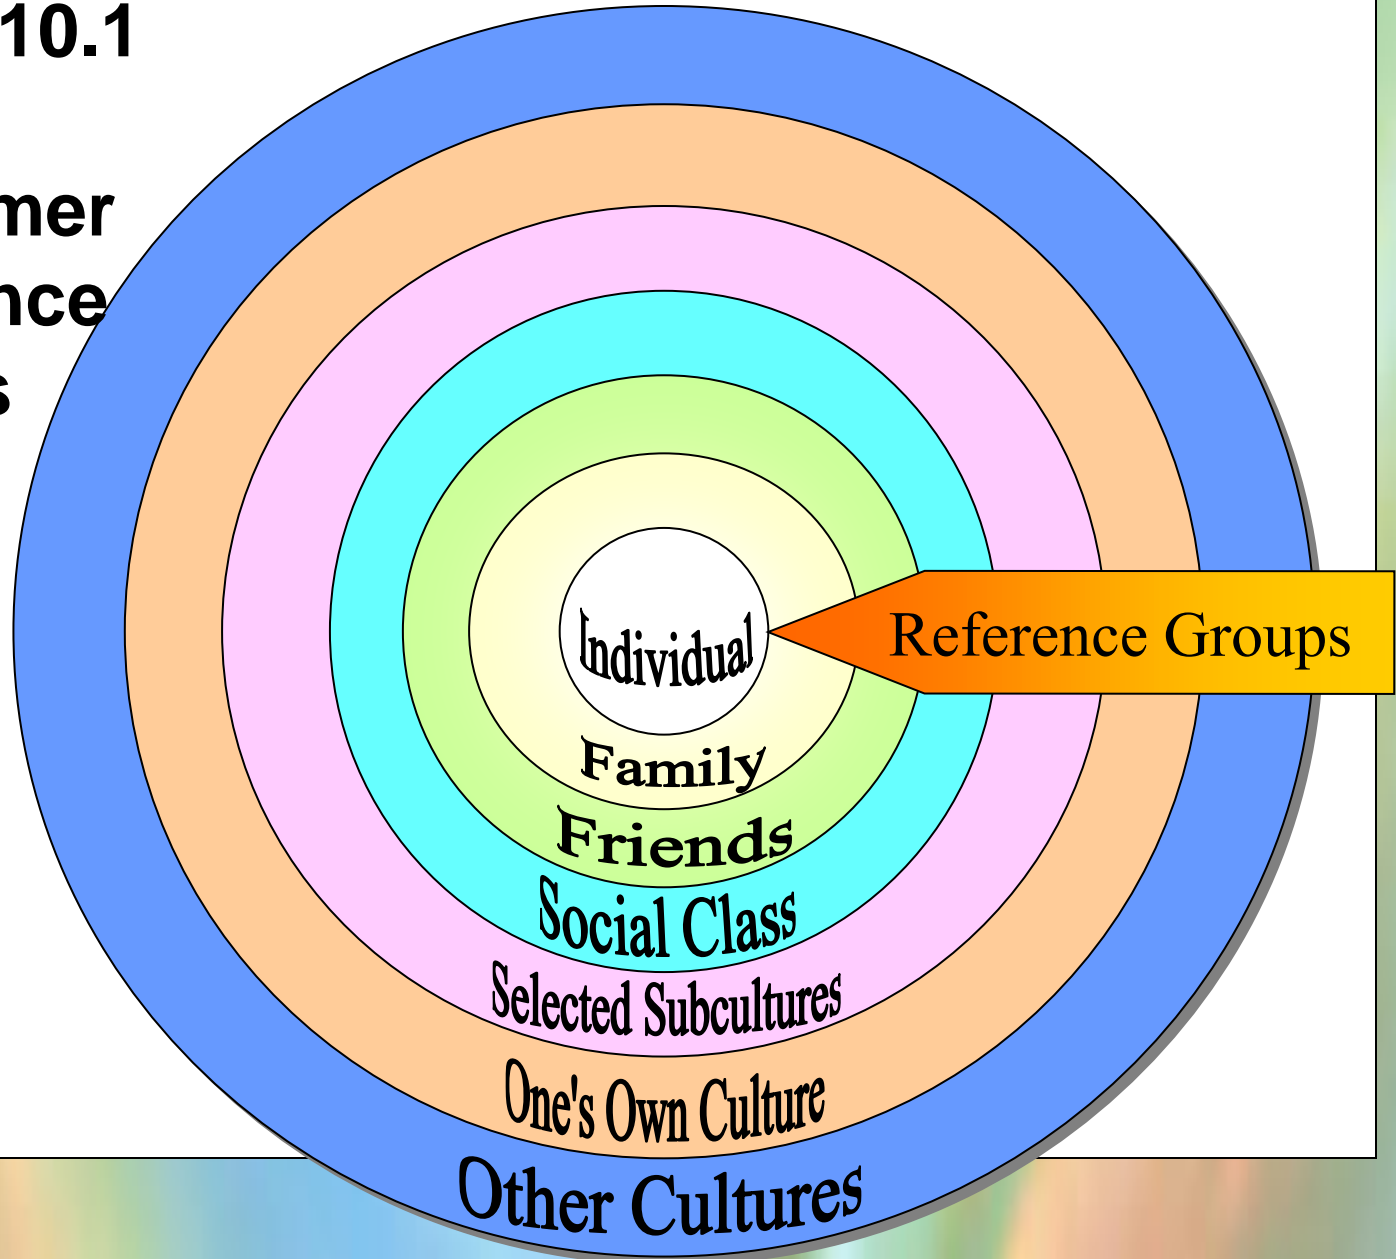 10.1
mer
nce
s
Individual
Reference Groups
Family
Friends
Social Class
Selected Subcultures
One's Own Culture
Other Cultures